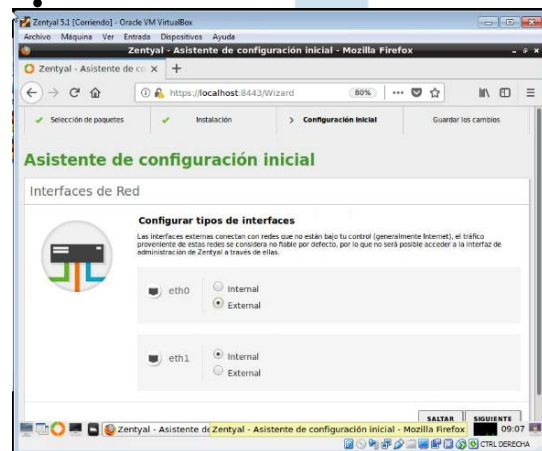 Zentyal 5.1 [Corriendo] - Oracle VM VirtualBox
Archivo Máquina Ver Entrada Dispositivos Ayuda
Zentyal - Asistente de configuración inicial - Mozilla Firefox
Zentyal - Asistente de co
https://localhost:8443/Wizard 80%
Selección de paquetes Instalación Configuración inicial Guardar los cambios
Asistente de configuración inicial
Interfaces de Red
Configurar tipos de interfaces
Las interfaces externas conectan con redes que no están bajo tu control (generalmente Internet), el tráfico
proveniente de estas redes se considera no fiable por defecto, por lo que no será posible acceder a la interfaz de
administración de Zentyal a través de ellas.
eth0
Internal
External
eth1
Internal
External
SALTAR SIGUIENTE
Zentyal - Asistente de Zentyal - Asistente de configuración inicial - Mozilla Firefox 09:07
CTRL DERECHA